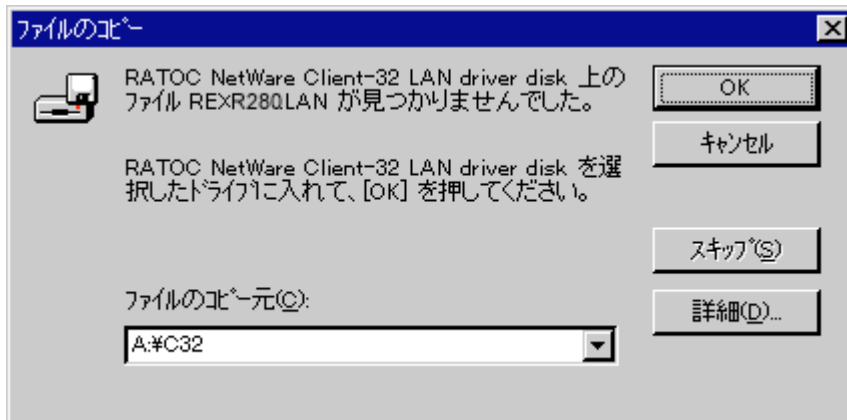 ファイルのコピー
RATOC NetWare Client-32 LAN driver disk 上の
ファイル REXR280.LAN が見つかりませんでした。
OK
キャンセル
RATOC NetWare Client-32 LAN driver disk を選
択したドライブに入れて、[OK] を押してください。
スキップ(S)
ファイルのコピー元(C):
詳細(D)...
A:¥C32